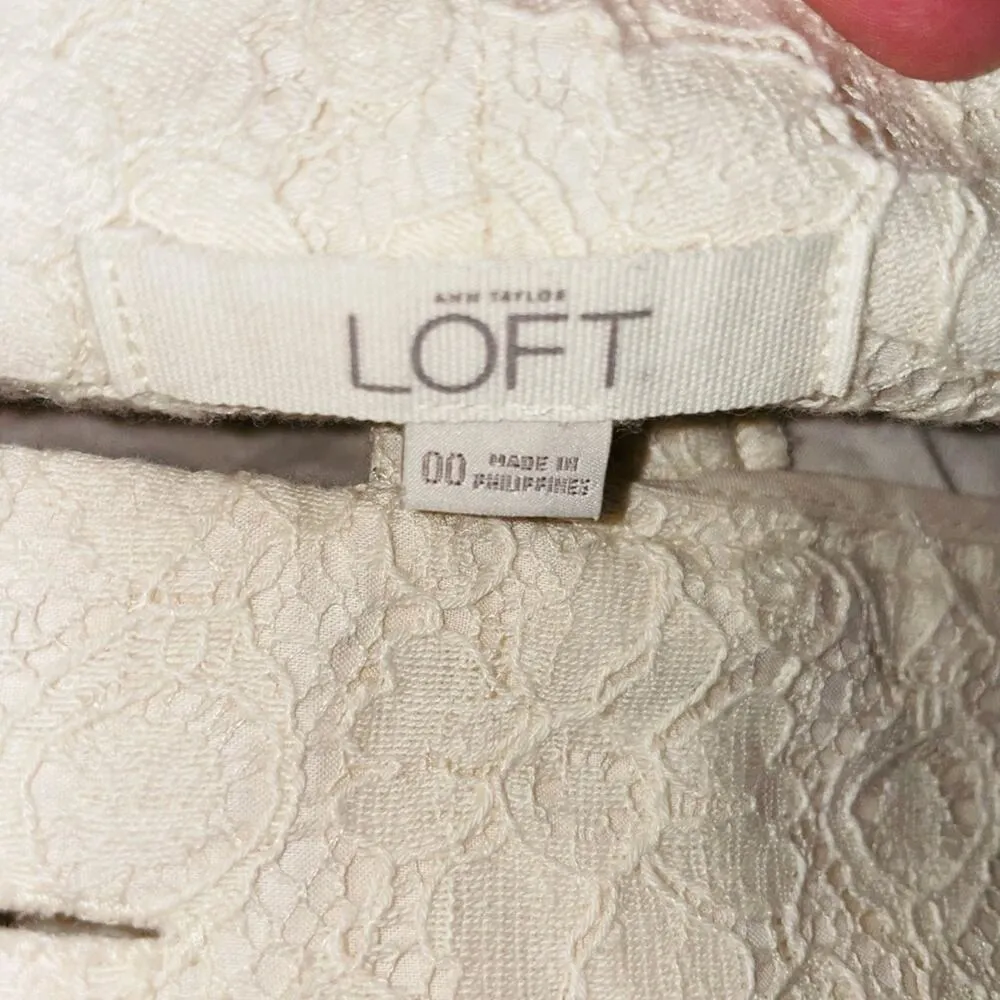 ANN TAYLOR
LOFT
00 MADE IN
PHILIPPINES